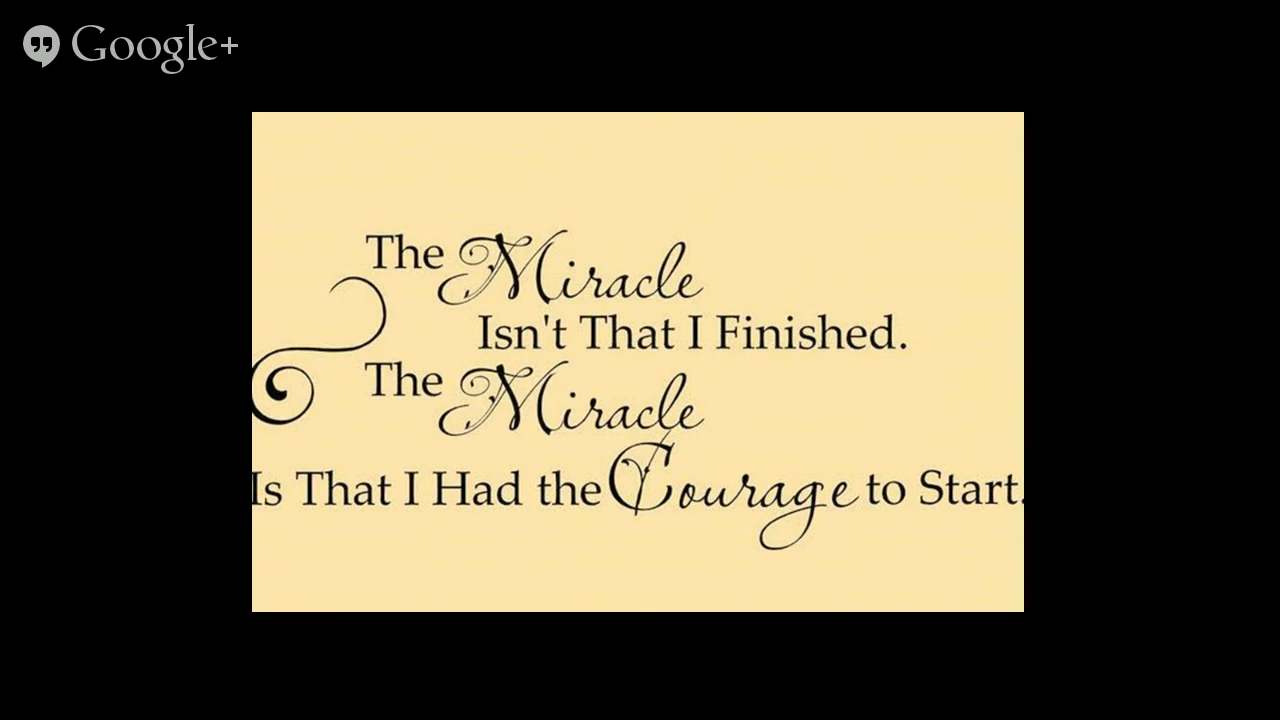 Google+
The Miracle
Isn't That I Finished.
The Miracle
Is That I Had the Courage to Start.